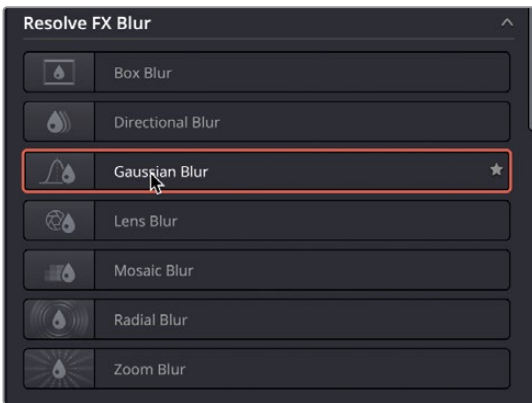 Resolve FX Blur
Box Blur
Directional Blur
Gaussian Blur
Lens Blur
Mosaic Blur
Radial Blur
Zoom Blur